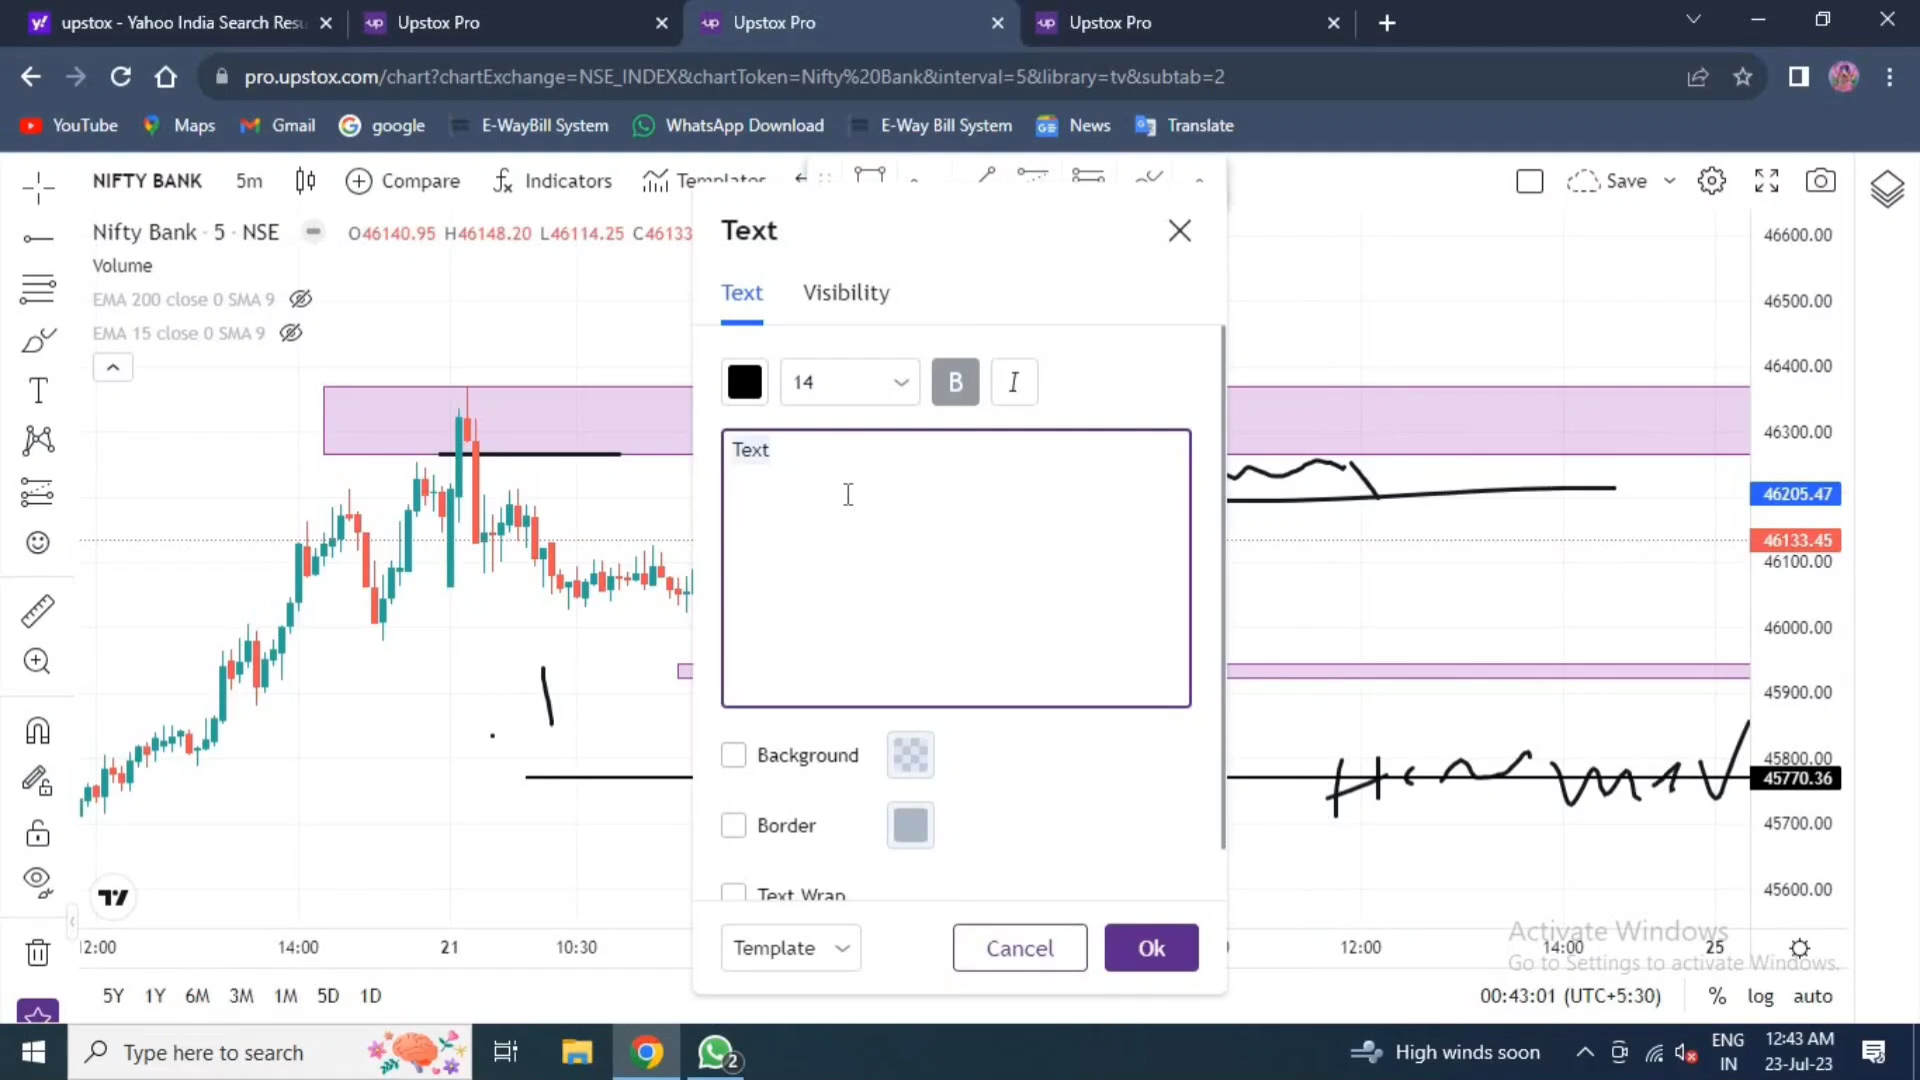 upstox - Yahoo India Search Resu
Upstox Pro
Upstox Pro
Upstox Pro
pro.upstox.com/chart?chartExchange=NSE_INDEX&chartToken=Nifty%20Bank&interval=5&library=tv&subtab=2
YouTube Maps Gmail google E-WayBill System WhatsApp Download E-Way Bill System News Translate
NIFTY BANK 5m Compare Indicators Templates Save
Nifty Bank · 5 · NSE O46140.95 H46148.20 L46114.25 C46133
Volume
EMA 200 close 0 SMA 9
EMA 15 close 0 SMA 9
Text
Text Visibility
14 B I
Text
Background
Border
Text Wrap
Template Cancel Ok
46600.00
46500.00
46400.00
46300.00
46205.47
46133.45
46100.00
46000.00
45900.00
45800.00
45770.36
45700.00
45600.00
12:00 14:00 21 10:30 12:00 14:00 25
Activate Windows
Go to Settings to activate Windows.
5Y 1Y 6M 3M 1M 5D 1D 00:43:01 (UTC+5:30) % log auto
Type here to search 2 High winds soon ENG IN 12:43 AM 23-Jul-23